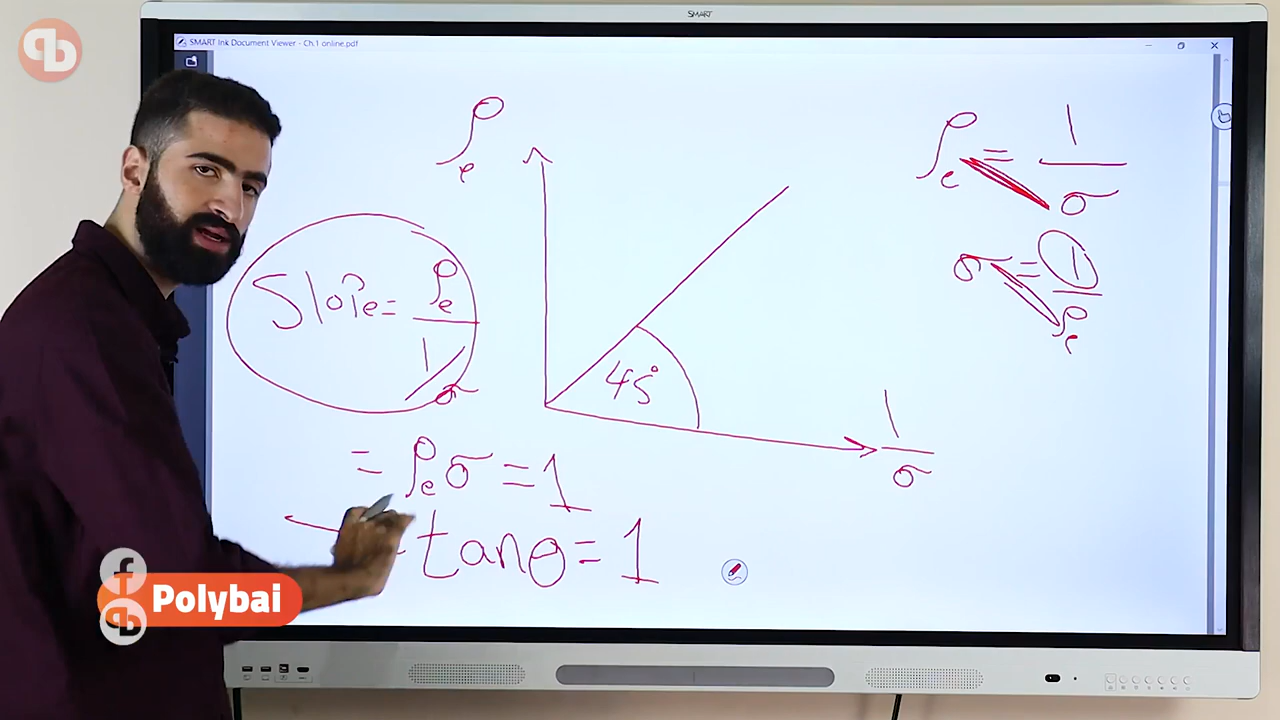 SMART
SMART Ink Document Viewer - Ch.1 online.pdf
ρe
ρe = 1/σ
σ = 1/ρe
Slope = ρe / 1/σ
45°
1/σ
= ρe σ = 1
= tanθ = 1
Polybai